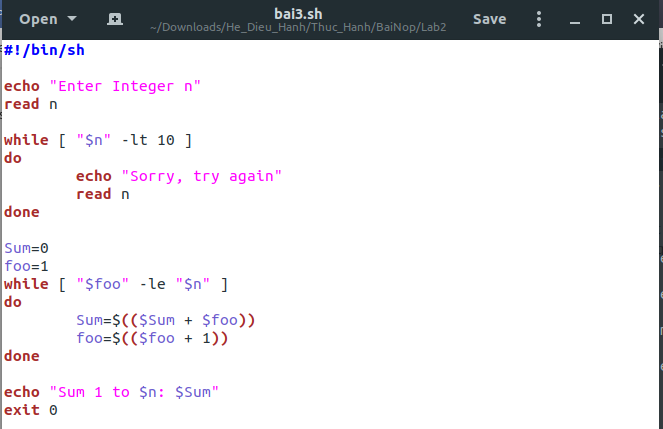 Open bai3.sh Save
~/Downloads/He_Dieu_Hanh/Thuc_Hanh/BaiNop/Lab2
#!/bin/sh
echo "Enter Integer n"
read n
while [ "$n" -lt 10 ]
do
echo "Sorry, try again"
read n
done
Sum=0
foo=1
while [ "$foo" -le "$n" ]
do
Sum=$(($Sum + $foo))
foo=$(($foo + 1))
done
echo "Sum 1 to $n: $Sum"
exit 0